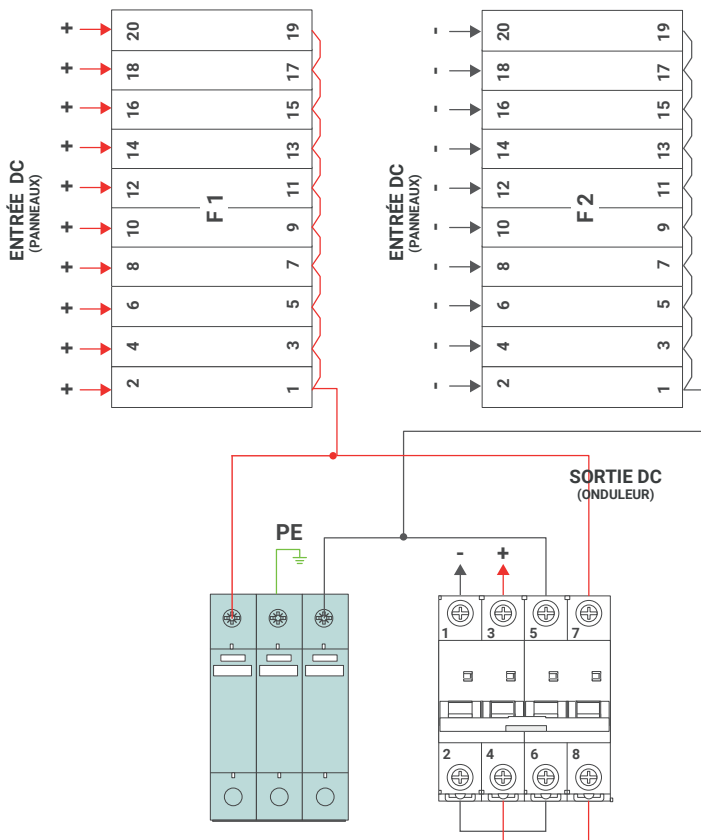 + 20 19 - 20 19
+ 18 17 - 18 17
+ 16 15 - 16 15
+ 14 13 - 14 13
+ 12 11 - 12 11
+ 10 9 - 10 9
+ 8 7 - 8 7
+ 6 5 - 6 5
+ 4 3 - 4 3
+ 2 1 - 2 1
ENTRÉE DC
(PANNEAUX)
F 1
ENTRÉE DC
(PANNEAUX)
F 2
SORTIE DC
(ONDULEUR)
PE
- +
1 3 5 7
2 4 6 8